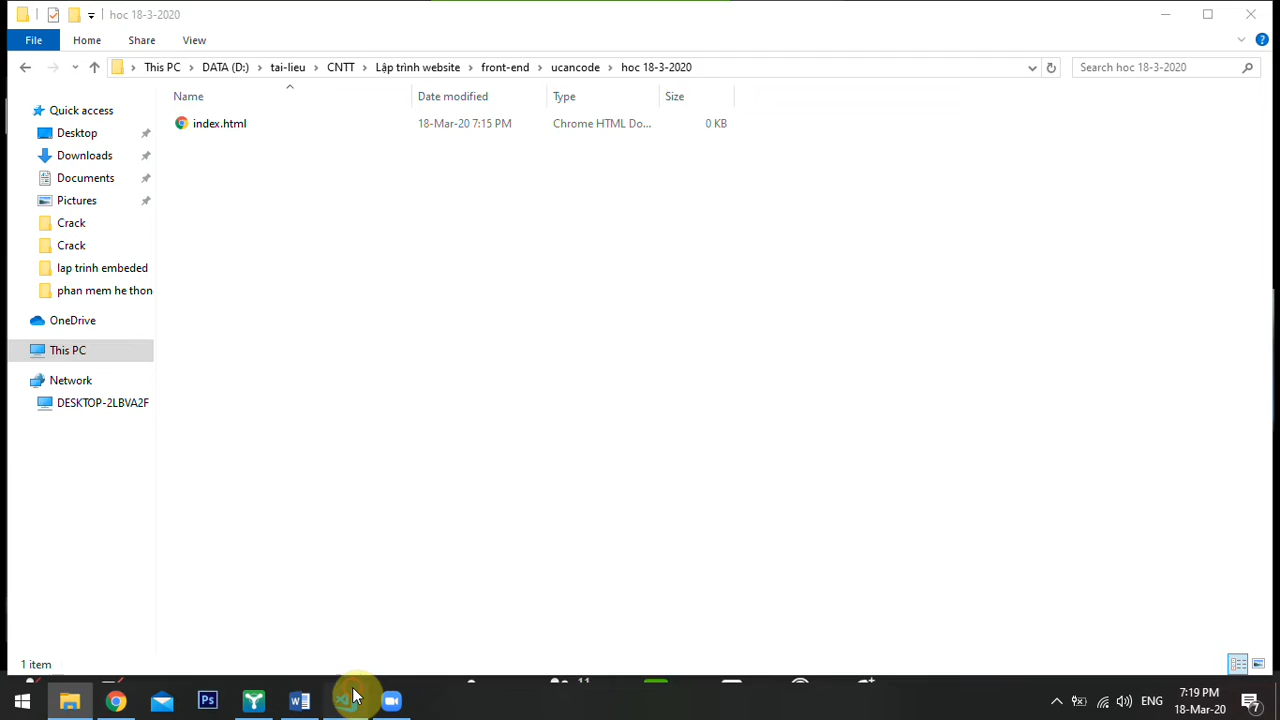 hoc 18-3-2020
File Home Share View
This PC DATA (D:) tai-lieu CNTT Lập trình website front-end ucancode hoc 18-3-2020
Search hoc 18-3-2020
Name Date modified Type Size
index.html 18-Mar-20 7:15 PM Chrome HTML Do... 0 KB
Quick access
Desktop
Downloads
Documents
Pictures
Crack
Crack
lap trinh embeded
phan mem he thon
OneDrive
This PC
Network
DESKTOP-2LBVA2F
1 item
11
Ps
W
ENG
7:19 PM
18-Mar-20
7